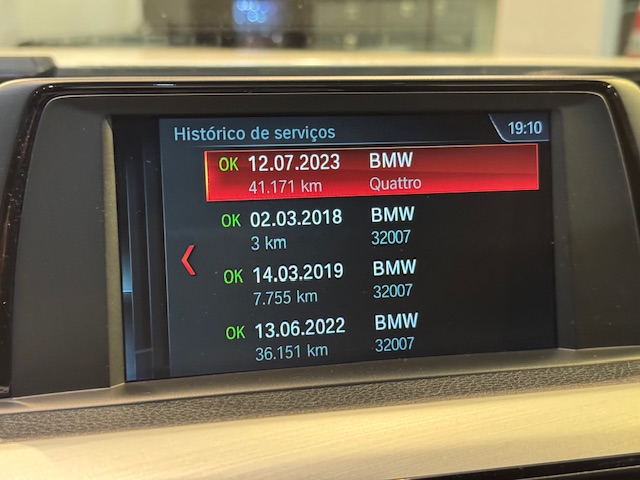 Histórico de serviços 19:10
OK 12.07.2023 BMW
41.171 km Quattro
OK 02.03.2018 BMW
3 km 32007
OK 14.03.2019 BMW
7.755 km 32007
OK 13.06.2022 BMW
36.151 km 32007